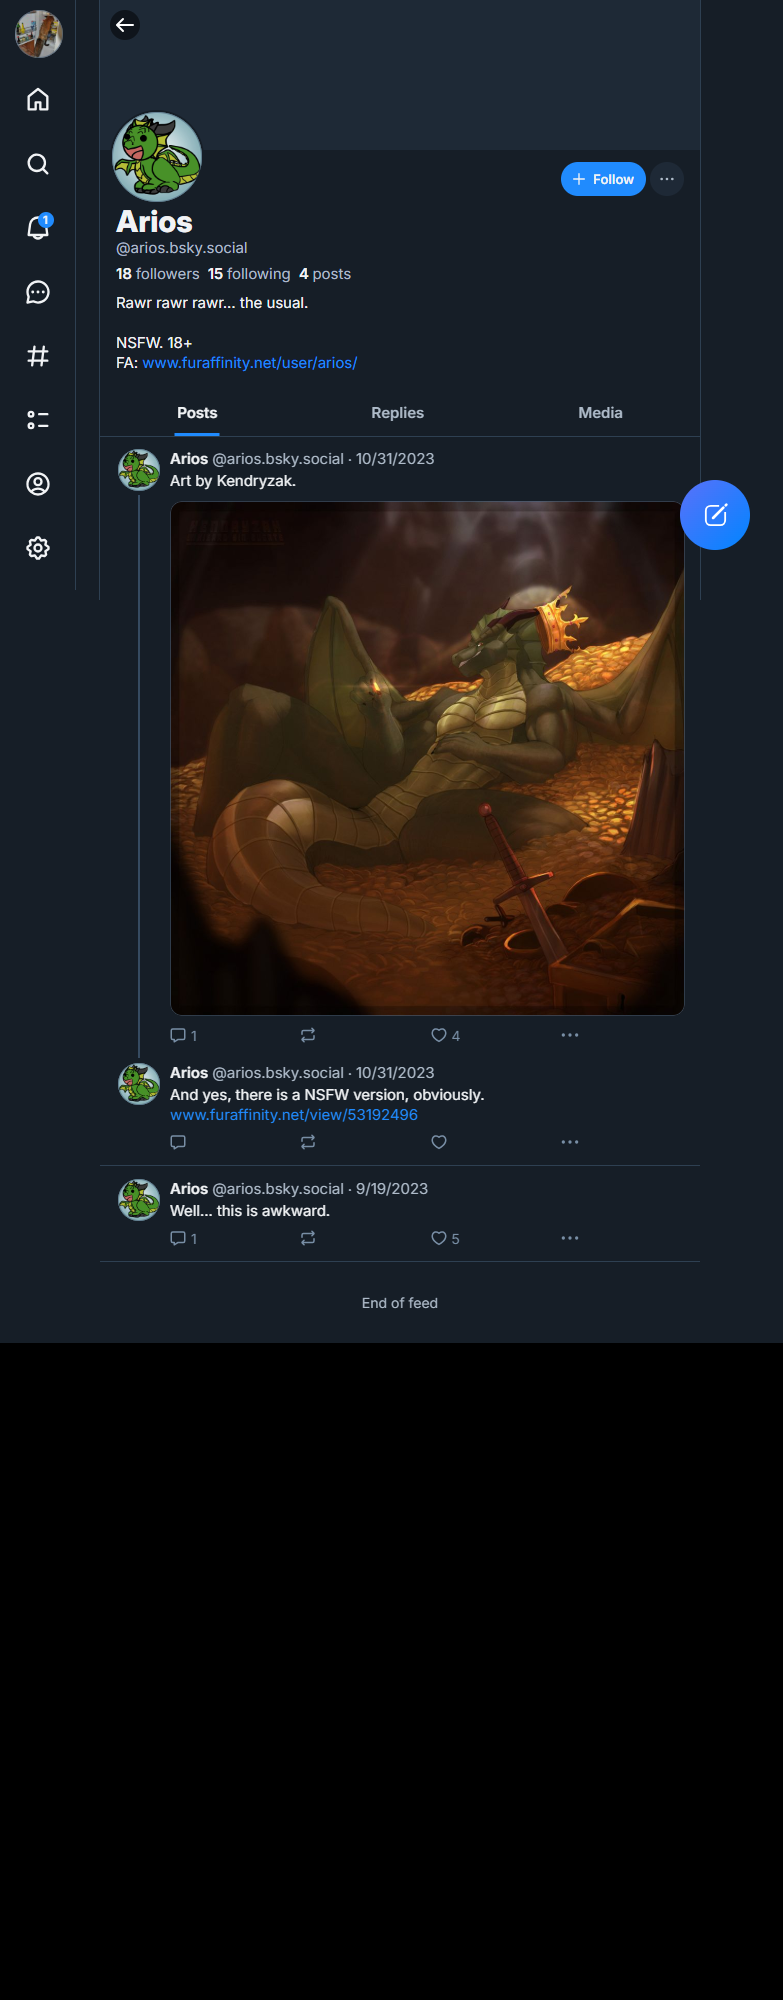 1
Arios
@arios.bsky.social
Follow
18 followers 15 following 4 posts
Rawr rawr rawr... the usual.
NSFW. 18+
FA: www.furaffinity.net/user/arios/
Posts Replies Media
Arios @arios.bsky.social · 10/31/2023
Art by Kendryzak.
1 4
Arios @arios.bsky.social · 10/31/2023
And yes, there is a NSFW version, obviously.
www.furaffinity.net/view/53192496
Arios @arios.bsky.social · 9/19/2023
Well... this is awkward.
1 5
End of feed